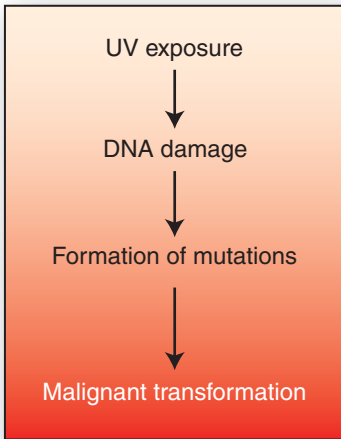 UV exposure
DNA damage
Formation of mutations
Malignant transformation